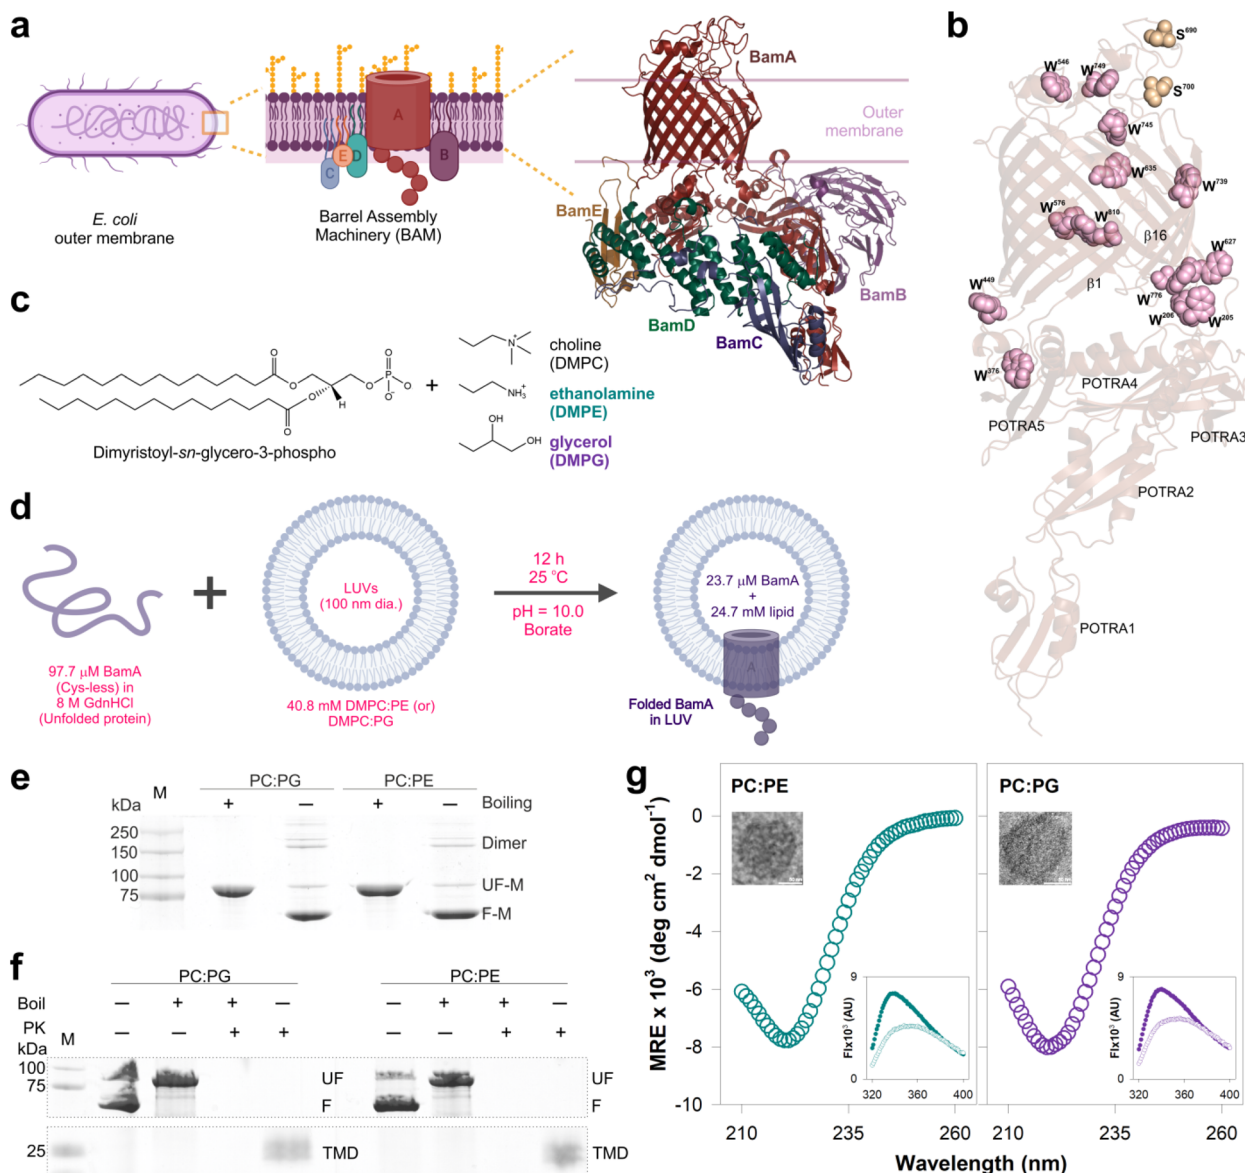 a
E. coli
outer membrane
A
B
C
D
E
Barrel Assembly
Machinery (BAM)
BamA
Outer
membrane
BamE
BamD
BamC
BamB
b
S690
W546
W749
S700
W745
W635
W739
W576
W810
β16
W627
β1
W449
W776
W206
W205
W376
POTRA4
POTRA5
POTRA3
POTRA2
POTRA1
c
O
O
O
O
H
O
P
O
O-
O-
+
Dimyristoyl-sn-glycero-3-phospho
N+
choline
(DMPC)
NH3+
ethanolamine
(DMPE)
OH
OH
glycerol
(DMPG)
d
97.7 μM BamA
(Cys-less) in
8 M GdnHCl
(Unfolded protein)
+
LUVs
(100 nm dia.)
40.8 mM DMPC:PE (or)
DMPC:PG
12 h
25 °C
pH = 10.0
Borate
23.7 μM BamA
+
24.7 mM lipid
A
Folded BamA
in LUV
e
PC:PG PC:PE
kDa M + – + – Boiling
250
150 Dimer
100 UF-M
75 F-M
f
PC:PG PC:PE
Boil – + + – – + + –
PK – – + + – – + +
kDa M
100
75 UF UF
F F
25 TMD TMD
g
PC:PE PC:PG
MRE x 10³ (deg cm² dmol⁻¹)
0
-2
-4
-6
-8
-10
210 235 260 210 235 260
Wavelength (nm)
FIx10³ (AU)
9
0
320 360 400
FIx10³ (AU)
9
0
320 360 400